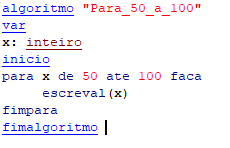 algoritmo "Para_50_a_100"
var
x: inteiro
inicio
para x de 50 ate 100 faca
escreval(x)
fimpara
fimalgoritmo